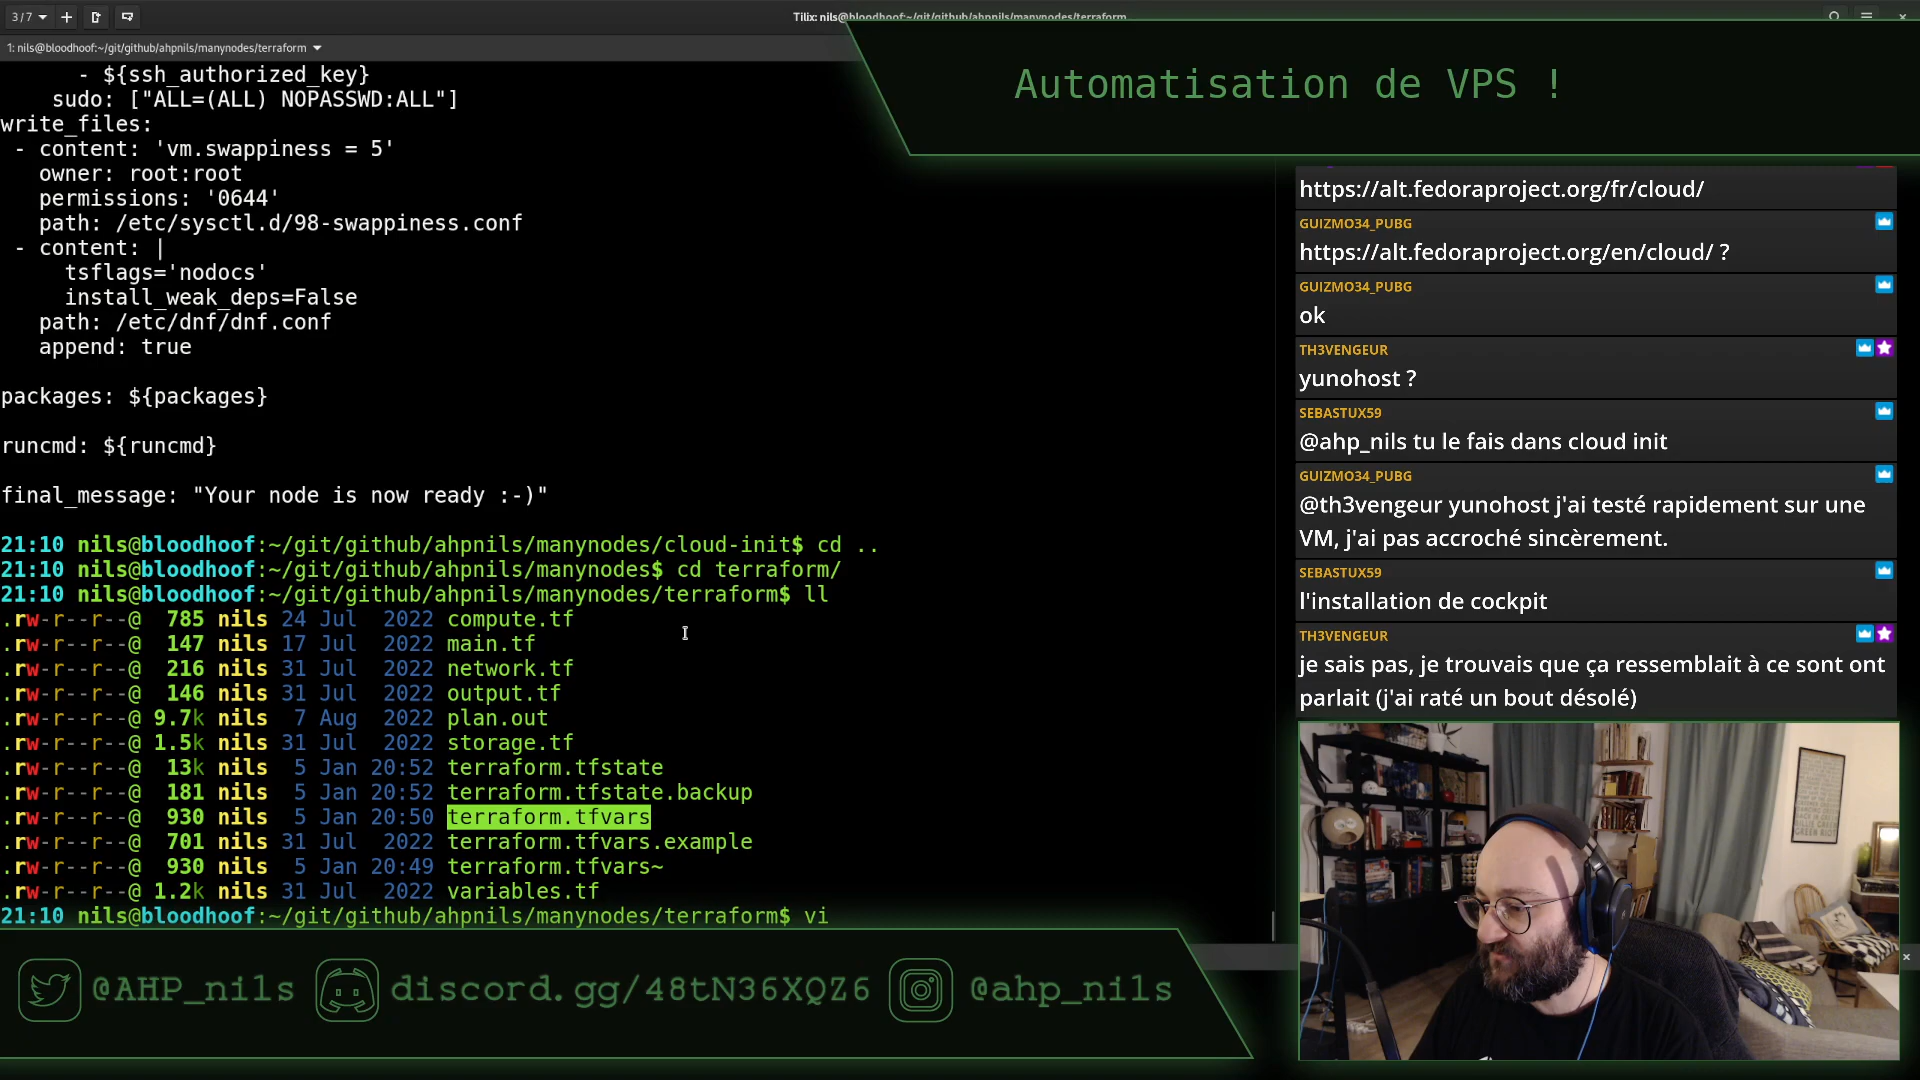 3/7
Tilix: nils@bloodhoof:~/git/github/ahpnils/manynodes/terraform
1: nils@bloodhoof:~/git/github/ahpnils/manynodes/terraform
- ${ssh_authorized_key}
sudo: ["ALL=(ALL) NOPASSWD:ALL"]
write_files:
- content: 'vm.swappiness = 5'
owner: root:root
permissions: '0644'
path: /etc/sysctl.d/98-swappiness.conf
- content: |
tsflags='nodocs'
install_weak_deps=False
path: /etc/dnf/dnf.conf
append: true
packages: ${packages}
runcmd: ${runcmd}
final_message: "Your node is now ready :-)"
21:10 nils@bloodhoof:~/git/github/ahpnils/manynodes/cloud-init$ cd ..
21:10 nils@bloodhoof:~/git/github/ahpnils/manynodes$ cd terraform/
21:10 nils@bloodhoof:~/git/github/ahpnils/manynodes/terraform$ ll
.rw-r--r--@ 785 nils 24 Jul 2022 compute.tf
.rw-r--r--@ 147 nils 17 Jul 2022 main.tf
.rw-r--r--@ 216 nils 31 Jul 2022 network.tf
.rw-r--r--@ 146 nils 31 Jul 2022 output.tf
.rw-r--r--@ 9.7k nils 7 Aug 2022 plan.out
.rw-r--r--@ 1.5k nils 31 Jul 2022 storage.tf
.rw-r--r--@ 13k nils 5 Jan 20:52 terraform.tfstate
.rw-r--r--@ 181 nils 5 Jan 20:52 terraform.tfstate.backup
.rw-r--r--@ 930 nils 5 Jan 20:50 terraform.tfvars
.rw-r--r--@ 701 nils 31 Jul 2022 terraform.tfvars.example
.rw-r--r--@ 930 nils 5 Jan 20:49 terraform.tfvars~
.rw-r--r--@ 1.2k nils 31 Jul 2022 variables.tf
21:10 nils@bloodhoof:~/git/github/ahpnils/manynodes/terraform$ vi
Automatisation de VPS !
https://alt.fedoraproject.org/fr/cloud/
GUIZMO34_PUBG
https://alt.fedoraproject.org/en/cloud/ ?
GUIZMO34_PUBG
ok
TH3VENGEUR
yunohost ?
SEBASTUX59
@ahp_nils tu le fais dans cloud init
GUIZMO34_PUBG
@th3vengeur yunohost j'ai testé rapidement sur une
VM, j'ai pas accroché sincèrement.
SEBASTUX59
l'installation de cockpit
TH3VENGEUR
je sais pas, je trouvais que ça ressemblait à ce sont ont
parlait (j'ai raté un bout désolé)
@AHP_nils
discord.gg/48tN36XQZ6
@ahp_nils